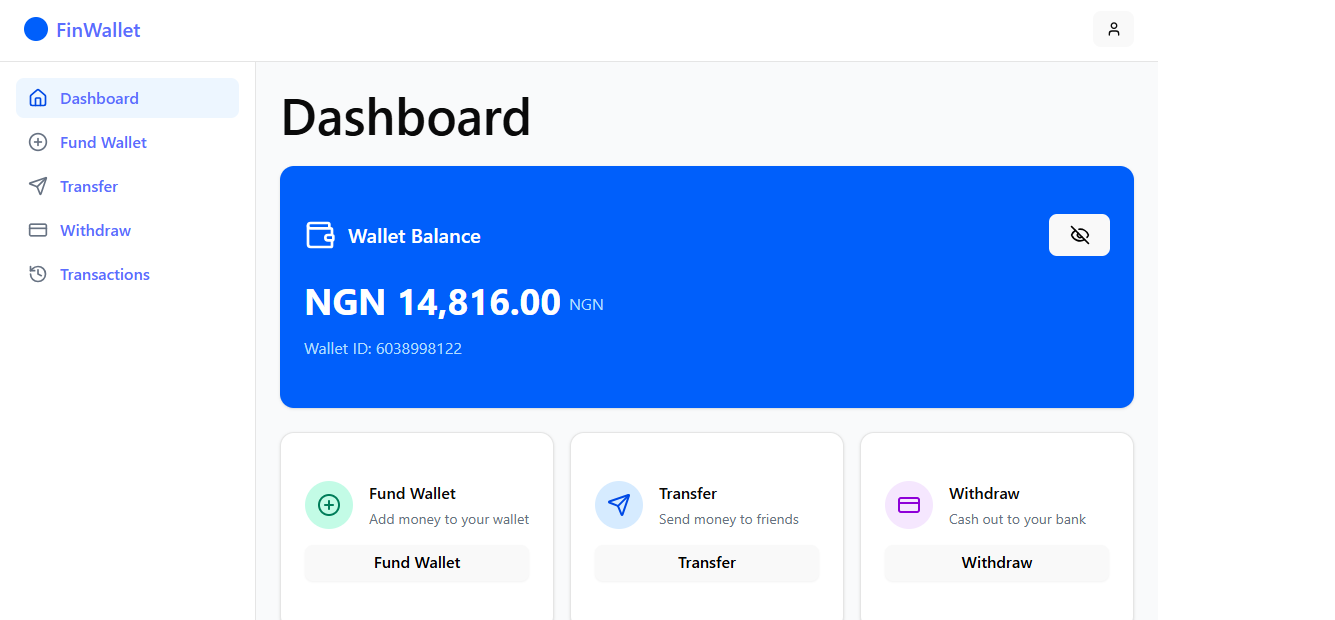 FinWallet
Dashboard
Fund Wallet
Transfer
Withdraw
Transactions
Dashboard
Wallet Balance
NGN 14,816.00 NGN
Wallet ID: 6038998122
Fund Wallet
Add money to your wallet
Fund Wallet
Transfer
Send money to friends
Transfer
Withdraw
Cash out to your bank
Withdraw